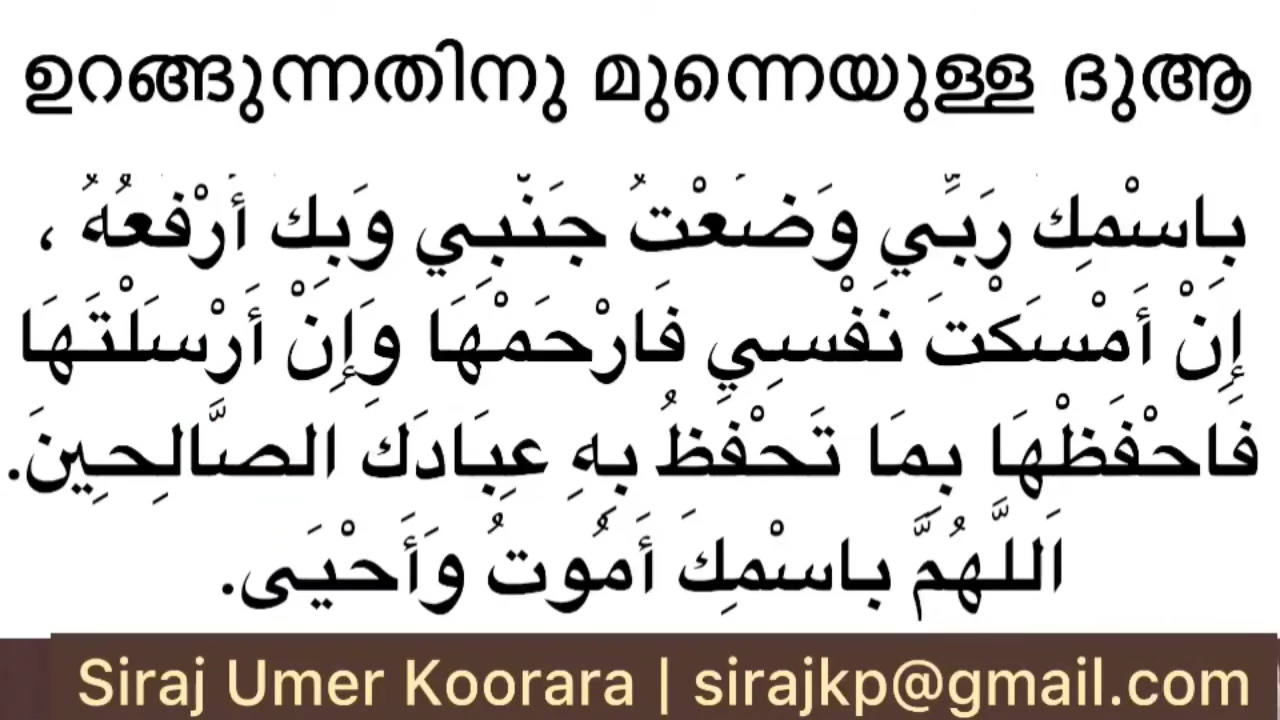 ഉറങ്ങുന്നതിനു മുന്നെയുള്ള ദുആ
بِاسْمِكَ رَبِّي وَضَعْتُ جَنْبِي وَبِكَ أَرْفَعُهُ ،
إِنْ أَمْسَكْتَ نَفْسِي فَارْحَمْهَا وَإِنْ أَرْسَلْتَهَا
فَاحْفَظْهَا بِمَا تَحْفَظُ بِهِ عِبَادَكَ الصَّالِحِينَ.
اَللَّهُمَّ بِاسْمِكَ أَمُوتُ وَأَحْيَى.
Siraj Umer Koorara | sirajkp@gmail.com